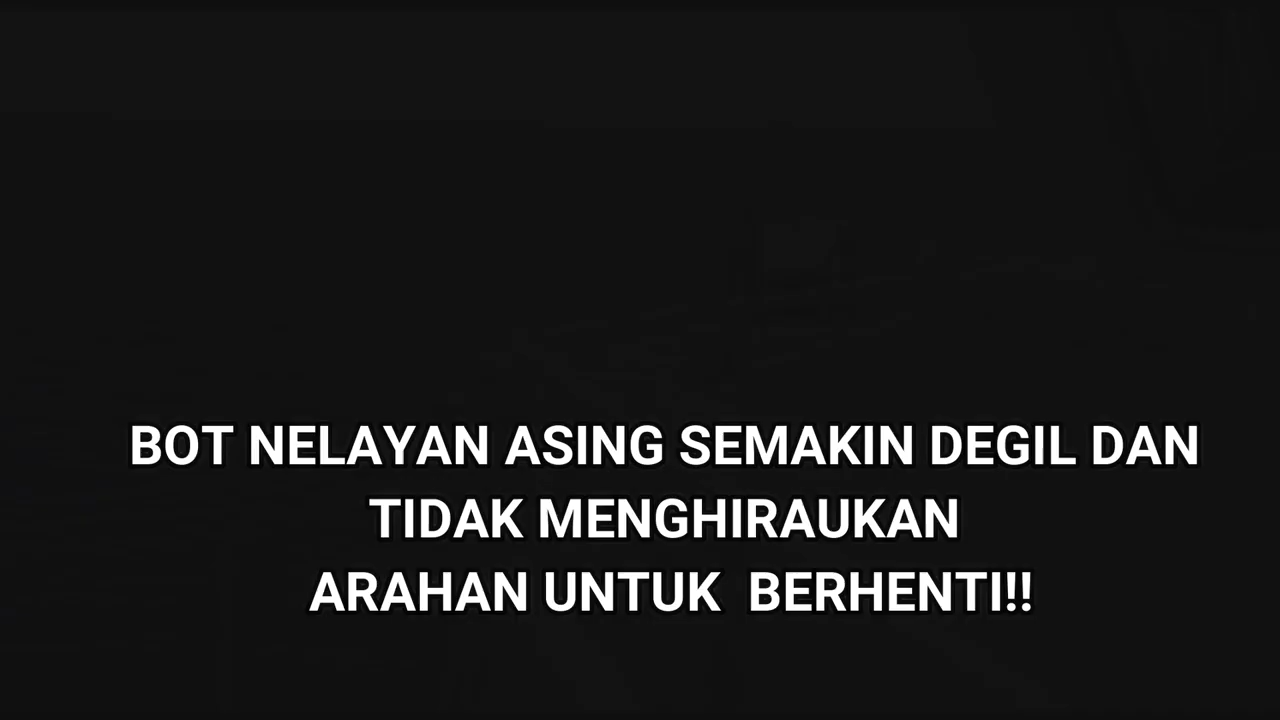 BOT NELAYAN ASING SEMAKIN DEGIL DAN
TIDAK MENGHIRAUKAN
ARAHAN UNTUK BERHENTI!!